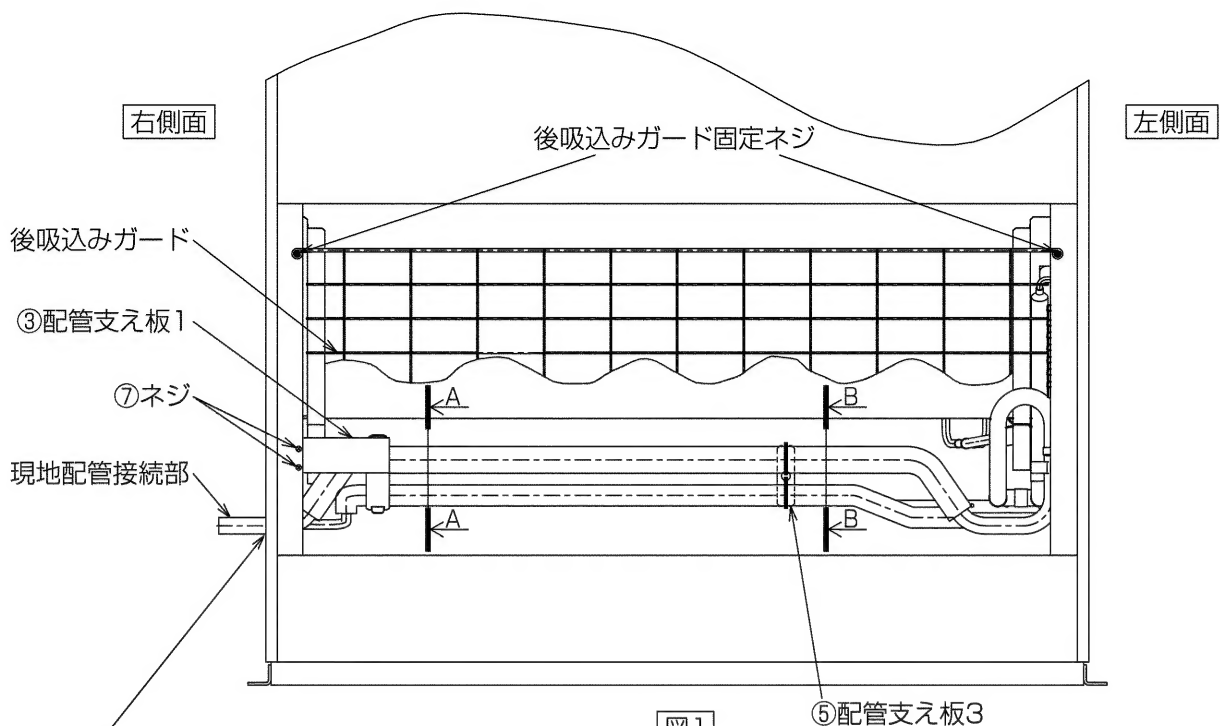 右側面
左側面
後吸込みガード固定ネジ
後吸込みガード
③配管支え板1
⑦ネジ
現地配管接続部
A
B
A
B
⑤配管支え板3
図1